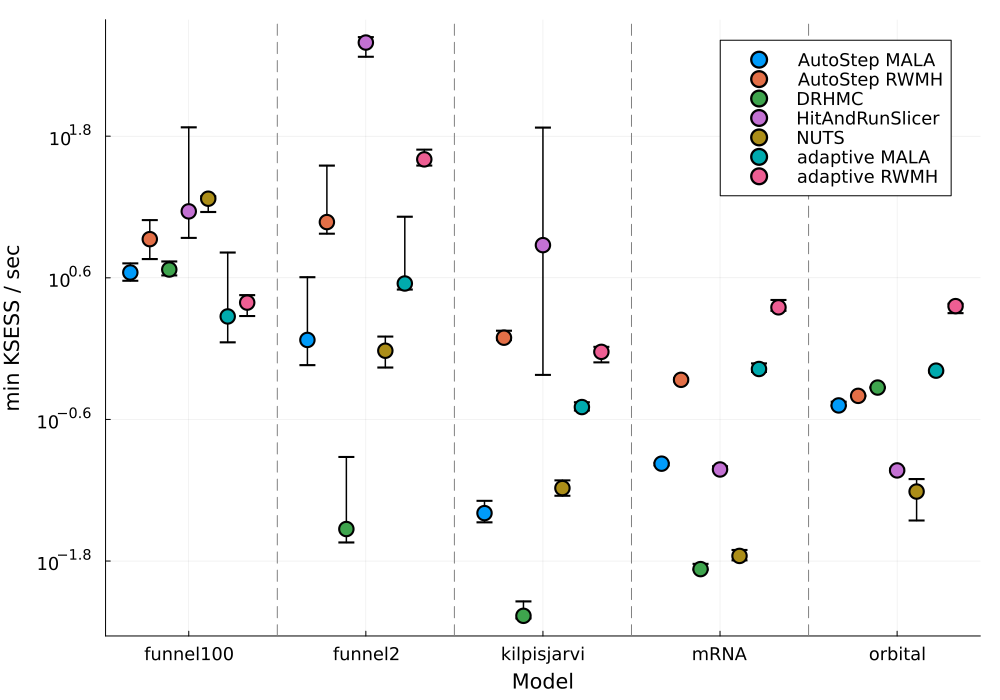 min KSESS / sec
10^1.8
10^0.6
10^−0.6
10^−1.8
AutoStep MALA
AutoStep RWMH
DRHMC
HitAndRunSlicer
NUTS
adaptive MALA
adaptive RWMH
funnel100 funnel2 kilpisjarvi mRNA orbital
Model